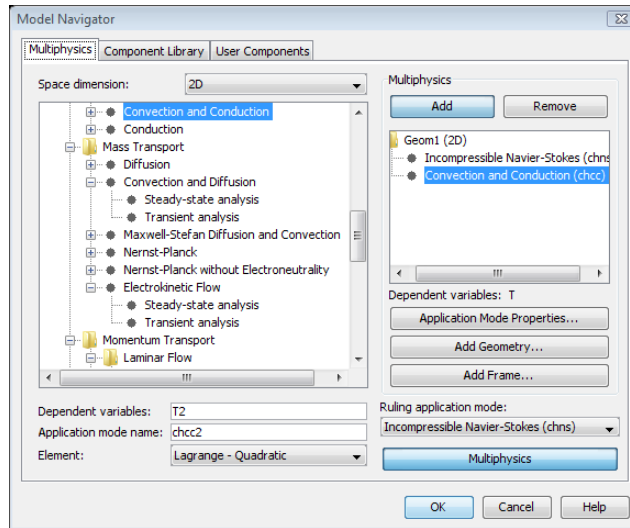 Model Navigator
Multiphysics Component Library User Components
Space dimension: 2D
Convection and Conduction
Conduction
Mass Transport
Diffusion
Convection and Diffusion
Steady-state analysis
Transient analysis
Maxwell-Stefan Diffusion and Convection
Nernst-Planck
Nernst-Planck without Electroneutrality
Electrokinetic Flow
Steady-state analysis
Transient analysis
Momentum Transport
Laminar Flow
Dependent variables: T2
Application mode name: chcc2
Element: Lagrange - Quadratic
Multiphysics
Add Remove
Geom1 (2D)
Incompressible Navier-Stokes (chns
Convection and Conduction (chcc)
Dependent variables: T
Application Mode Properties...
Add Geometry...
Add Frame...
Ruling application mode:
Incompressible Navier-Stokes (chns)
Multiphysics
OK Cancel Help